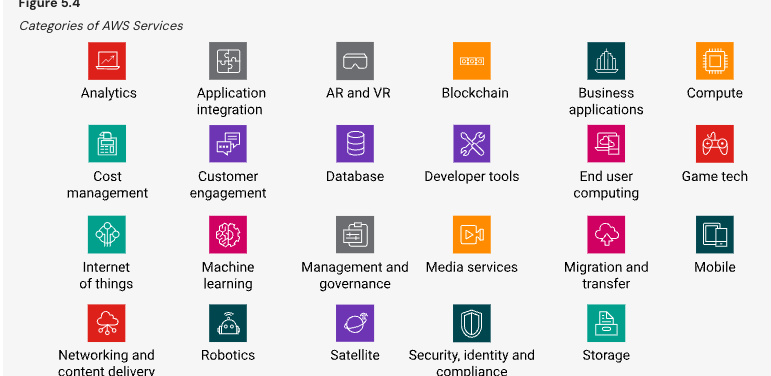 Figure 5.4
Categories of AWS Services
Analytics
Application
integration
AR and VR
Blockchain
Business
applications
Compute
Cost
management
Customer
engagement
Database
Developer tools
End user
computing
Game tech
Internet
of things
Machine
learning
Management and
governance
Media services
Migration and
transfer
Mobile
Networking and
content delivery
Robotics
Satellite
Security, identity and
compliance
Storage